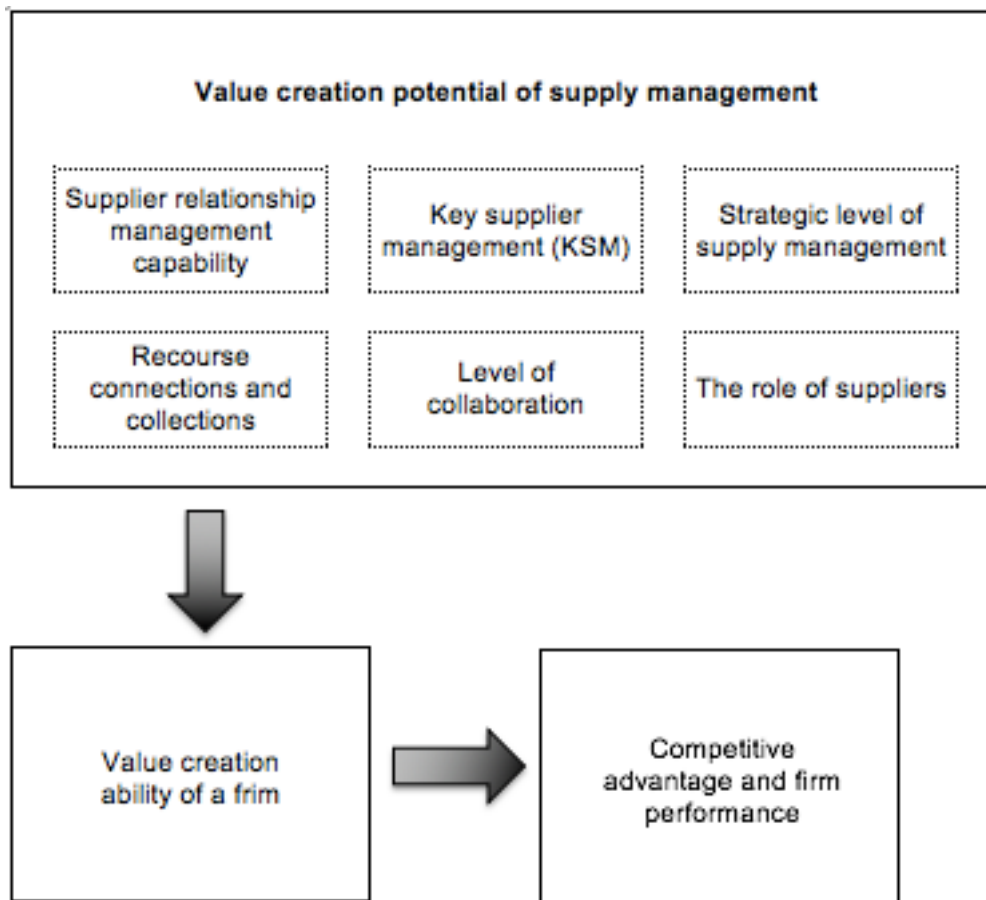 Value creation potential of supply management
Supplier relationship
management
capability
Key supplier
management (KSM)
Strategic level of
supply management
Recourse
connections and
collections
Level of
collaboration
The role of suppliers
Value creation
ability of a frim
Competitive
advantage and firm
performance